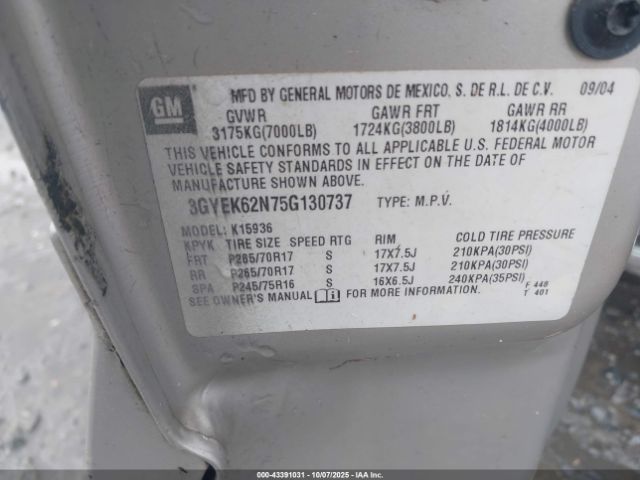 GM
MFD BY GENERAL MOTORS DE MEXICO, S. DE R.L. DE C.V. 09/04
GVWR GAWR FRT GAWR RR
3175KG(7000LB) 1724KG(3800LB) 1814KG(4000LB)
THIS VEHICLE CONFORMS TO ALL APPLICABLE U.S. FEDERAL MOTOR
VEHICLE SAFETY STANDARDS IN EFFECT ON THE DATE OF
MANUFACTURE SHOWN ABOVE.
3GYEK62N75G130737 TYPE: M.P.V.
MODEL: K15936
KPYK TIRE SIZE SPEED RTG RIM COLD TIRE PRESSURE
FRT P265/70R17 S 17X7.5J 210KPA(30PSI)
RR P265/70R17 S 17X7.5J 210KPA(30PSI)
SPA P245/75R16 S 16X6.5J 240KPA(35PSI)
SEE OWNER'S MANUAL FOR MORE INFORMATION.
F 448
T 401
© COPYRIGHT IAA - 43391031 - 10/07/2025 - IAAI.COM